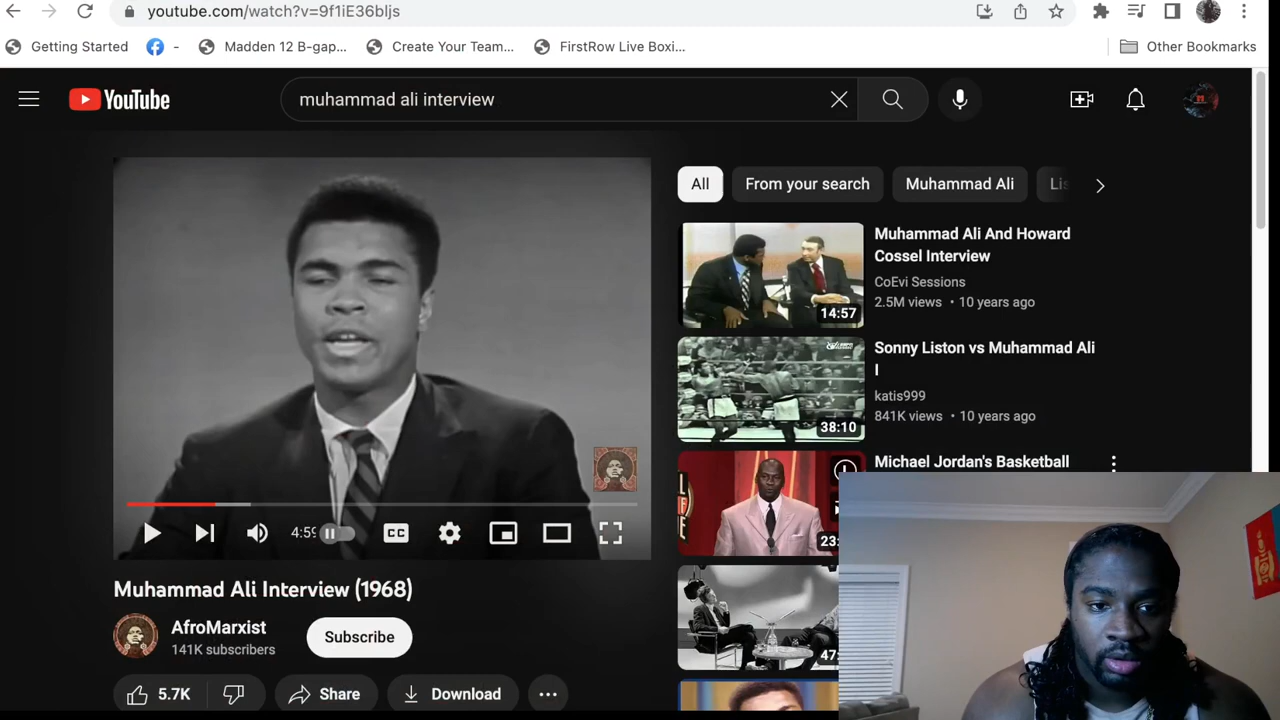 youtube.com/watch?v=9f1iE36bljs
Getting Started
-
Madden 12 B-gap...
Create Your Team...
FirstRow Live Boxi...
Other Bookmarks
YouTube
muhammad ali interview
All
From your search
Muhammad Ali
Muhammad Ali And Howard
Cossel Interview
CoEvi Sessions
2.5M views • 10 years ago
14:57
Sonny Liston vs Muhammad Ali
I
katis999
841K views • 10 years ago
38:10
Michael Jordan's Basketball
4:59
CC
Muhammad Ali Interview (1968)
AfroMarxist
141K subscribers
Subscribe
5.7K
Share
Download